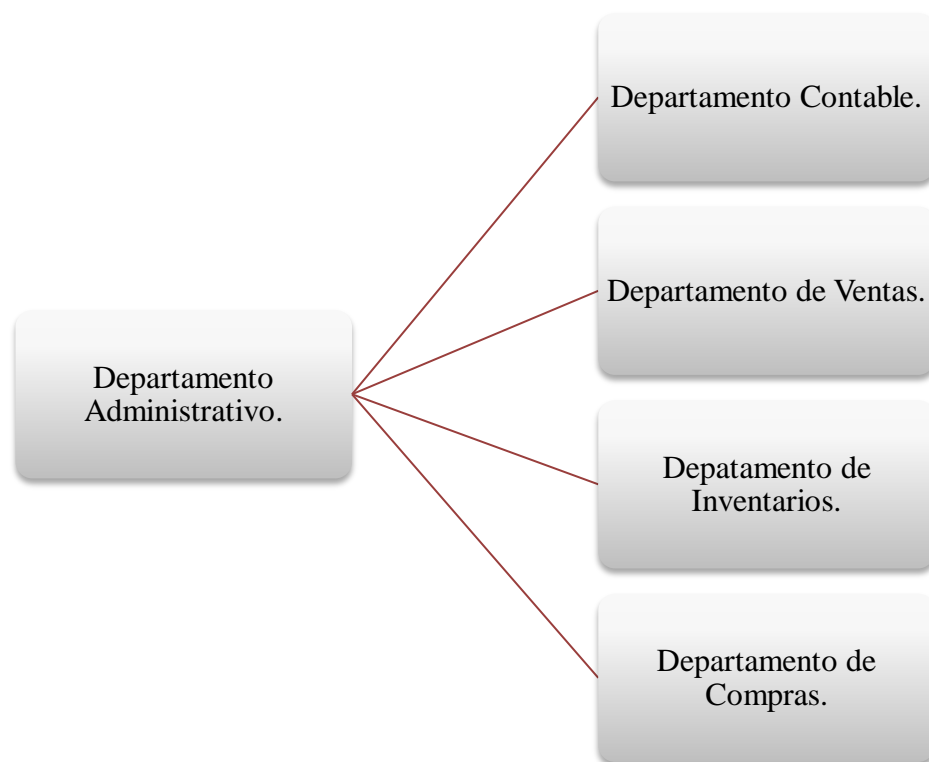 Departamento Contable.
Departamento de Ventas.
Departamento
Administrativo.
Depatamento de
Inventarios.
Departamento de
Compras.